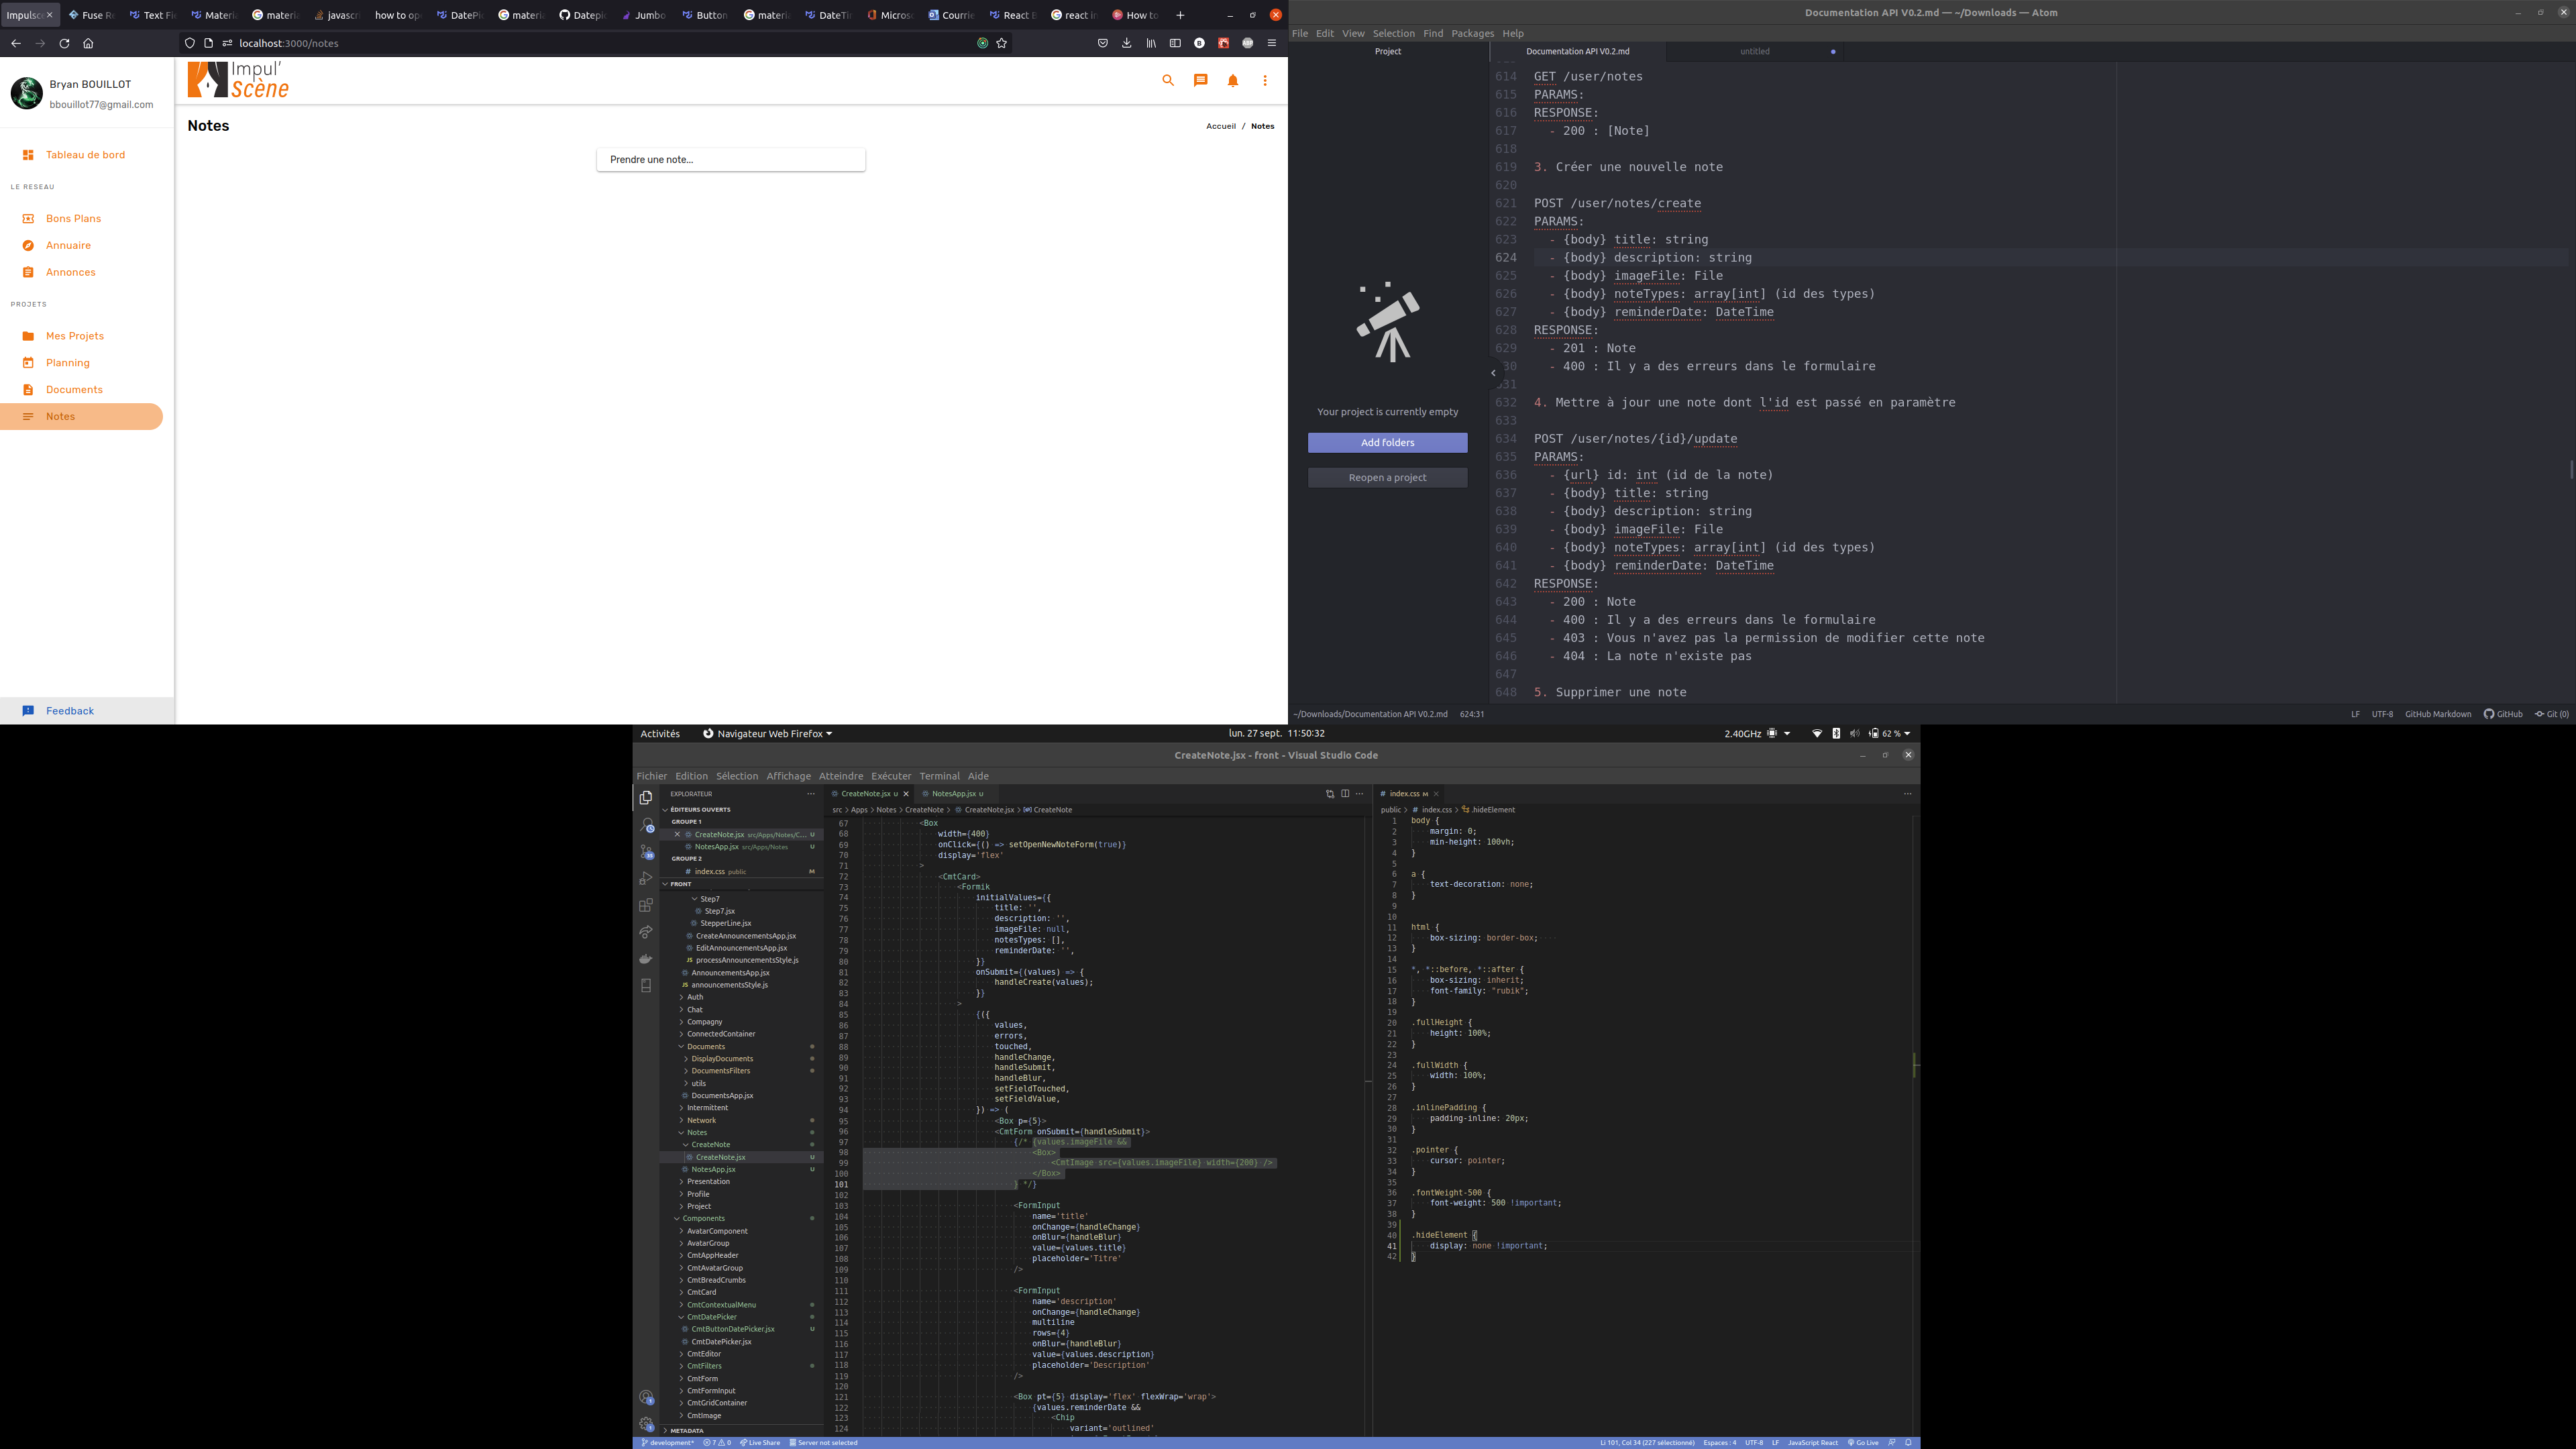 Impulsc
Fuse Re
Text Fie
Materia
materia
javascri
how to ope
DatePic
materia
Datepi
Jumbo
Button
materia
DateTi
Microso
Courrie
React B
react in
How to
localhost:3000/notes
Bryan BOUILLOT
bbouillot77@gmail.com
Impul'
Scène
Notes
Accueil / Notes
Prendre une note...
Tableau de bord
LE RESEAU
Bons Plans
Annuaire
Annonces
PROJETS
Mes Projets
Planning
Documents
Notes
Feedback
Documentation API V0.2.md — ~/Downloads — Atom
File Edit View Selection Find Packages Help
Project
Documentation API V0.2.md
untitled
Your project is currently empty
Add folders
Reopen a project
614 GET /user/notes
615 PARAMS:
616 RESPONSE:
617 - 200 : [Note]
618
619 3. Créer une nouvelle note
620
621 POST /user/notes/create
622 PARAMS:
623 - {body} title: string
624 - {body} description: string
625 - {body} imageFile: File
626 - {body} noteTypes: array[int] (id des types)
627 - {body} reminderDate: DateTime
628 RESPONSE:
629 - 201 : Note
630 - 400 : Il y a des erreurs dans le formulaire
631
632 4. Mettre à jour une note dont l'id est passé en paramètre
633
634 POST /user/notes/{id}/update
635 PARAMS:
636 - {url} id: int (id de la note)
637 - {body} title: string
638 - {body} description: string
639 - {body} imageFile: File
640 - {body} noteTypes: array[int] (id des types)
641 - {body} reminderDate: DateTime
642 RESPONSE:
643 - 200 : Note
644 - 400 : Il y a des erreurs dans le formulaire
645 - 403 : Vous n'avez pas la permission de modifier cette note
646 - 404 : La note n'existe pas
647
648 5. Supprimer une note
~/Downloads/Documentation API V0.2.md 624:31
LF UTF-8 GitHub Markdown GitHub Git (0)
Activités Navigateur Web Firefox
lun. 27 sept. 11:50:32
2.40GHz
62 %
CreateNote.jsx - front - Visual Studio Code
Fichier Edition Sélection Affichage Atteindre Exécuter Terminal Aide
EXPLORATEUR
ÉDITEURS OUVERTS
GROUPE 1
CreateNote.jsx src/Apps/Notes/C... U
NotesApp.jsx src/Apps/Notes U
GROUPE 2
index.css public M
FRONT
Step7
Step7.jsx
StepperLine.jsx
CreateAnnouncementsApp.jsx
EditAnnouncementsApp.jsx
processAnnouncementsStyle.js
AnnouncementsApp.jsx
announcementsStyle.js
Auth
Chat
Compagny
ConnectedContainer
Documents
DisplayDocuments
DocumentsFilters
utils
DocumentsApp.jsx
Intermittent
Network
Notes
CreateNote
CreateNote.jsx U
NotesApp.jsx U
Presentation
Profile
Project
Components
AvatarComponent
AvatarGroup
CmtAppHeader
CmtAvatarGroup
CmtBreadCrumbs
CmtCard
CmtContextualMenu
CmtDatePicker
CmtButtonDatePicker.jsx U
CmtDatePicker.jsx
CmtEditor
CmtFilters
CmtForm
CmtFormInput
CmtGridContainer
CmtImage
METADATA
CreateNote.jsx U
NotesApp.jsx U
src > Apps > Notes > CreateNote > CreateNote.jsx > CreateNote
67 <Box
68 width={400}
69 onClick={() => setOpenNewNoteForm(true)}
70 display='flex'
71 >
72 <CmtCard>
73 <Formik
74 initialValues={{
75 title: '',
76 description: '',
77 imageFile: null,
78 notesTypes: [],
79 reminderDate: '',
80 }}
81 onSubmit={(values) => {
82 handleCreate(values);
83 }}
84 >
85 {({
86 values,
87 errors,
88 touched,
89 handleChange,
90 handleSubmit,
91 handleBlur,
92 setFieldTouched,
93 setFieldValue,
94 }) => (
95 <Box p={5}>
96 <CmtForm onSubmit={handleSubmit}>
97 {/* {values.imageFile &&
98 <Box>
99 <CmtImage src={values.imageFile} width={200} />
100 </Box>
101 } */}
102
103 <FormInput
104 name='title'
105 onChange={handleChange}
106 onBlur={handleBlur}
107 value={values.title}
108 placeholder='Titre'
109 />
110
111 <FormInput
112 name='description'
113 onChange={handleChange}
114 multiline
115 rows={4}
116 onBlur={handleBlur}
117 value={values.description}
118 placeholder='Description'
119 />
120
121 <Box pt={5} display='flex' flexWrap='wrap'>
122 {values.reminderDate &&
123 <Chip
124 variant='outlined'
index.css M
public > index.css > .hideElement
1 body {
2 margin: 0;
3 min-height: 100vh;
4 }
5
6 a {
7 text-decoration: none;
8 }
9
10
11 html {
12 box-sizing: border-box;
13 }
14
15 *, *::before, *::after {
16 box-sizing: inherit;
17 font-family: "rubik";
18 }
19
20 .fullHeight {
21 height: 100%;
22 }
23
24 .fullWidth {
25 width: 100%;
26 }
27
28 .inlinePadding {
29 padding-inline: 20px;
30 }
31
32 .pointer {
33 cursor: pointer;
34 }
35
36 .fontWeight-500 {
37 font-weight: 500 !important;
38 }
39
40 .hideElement {
41 display: none !important;
42 }
development* 7 0 Live Share Server not selected
Li 101, Col 34 (227 sélectionné) Espaces : 4 UTF-8 LF JavaScript React Go Live